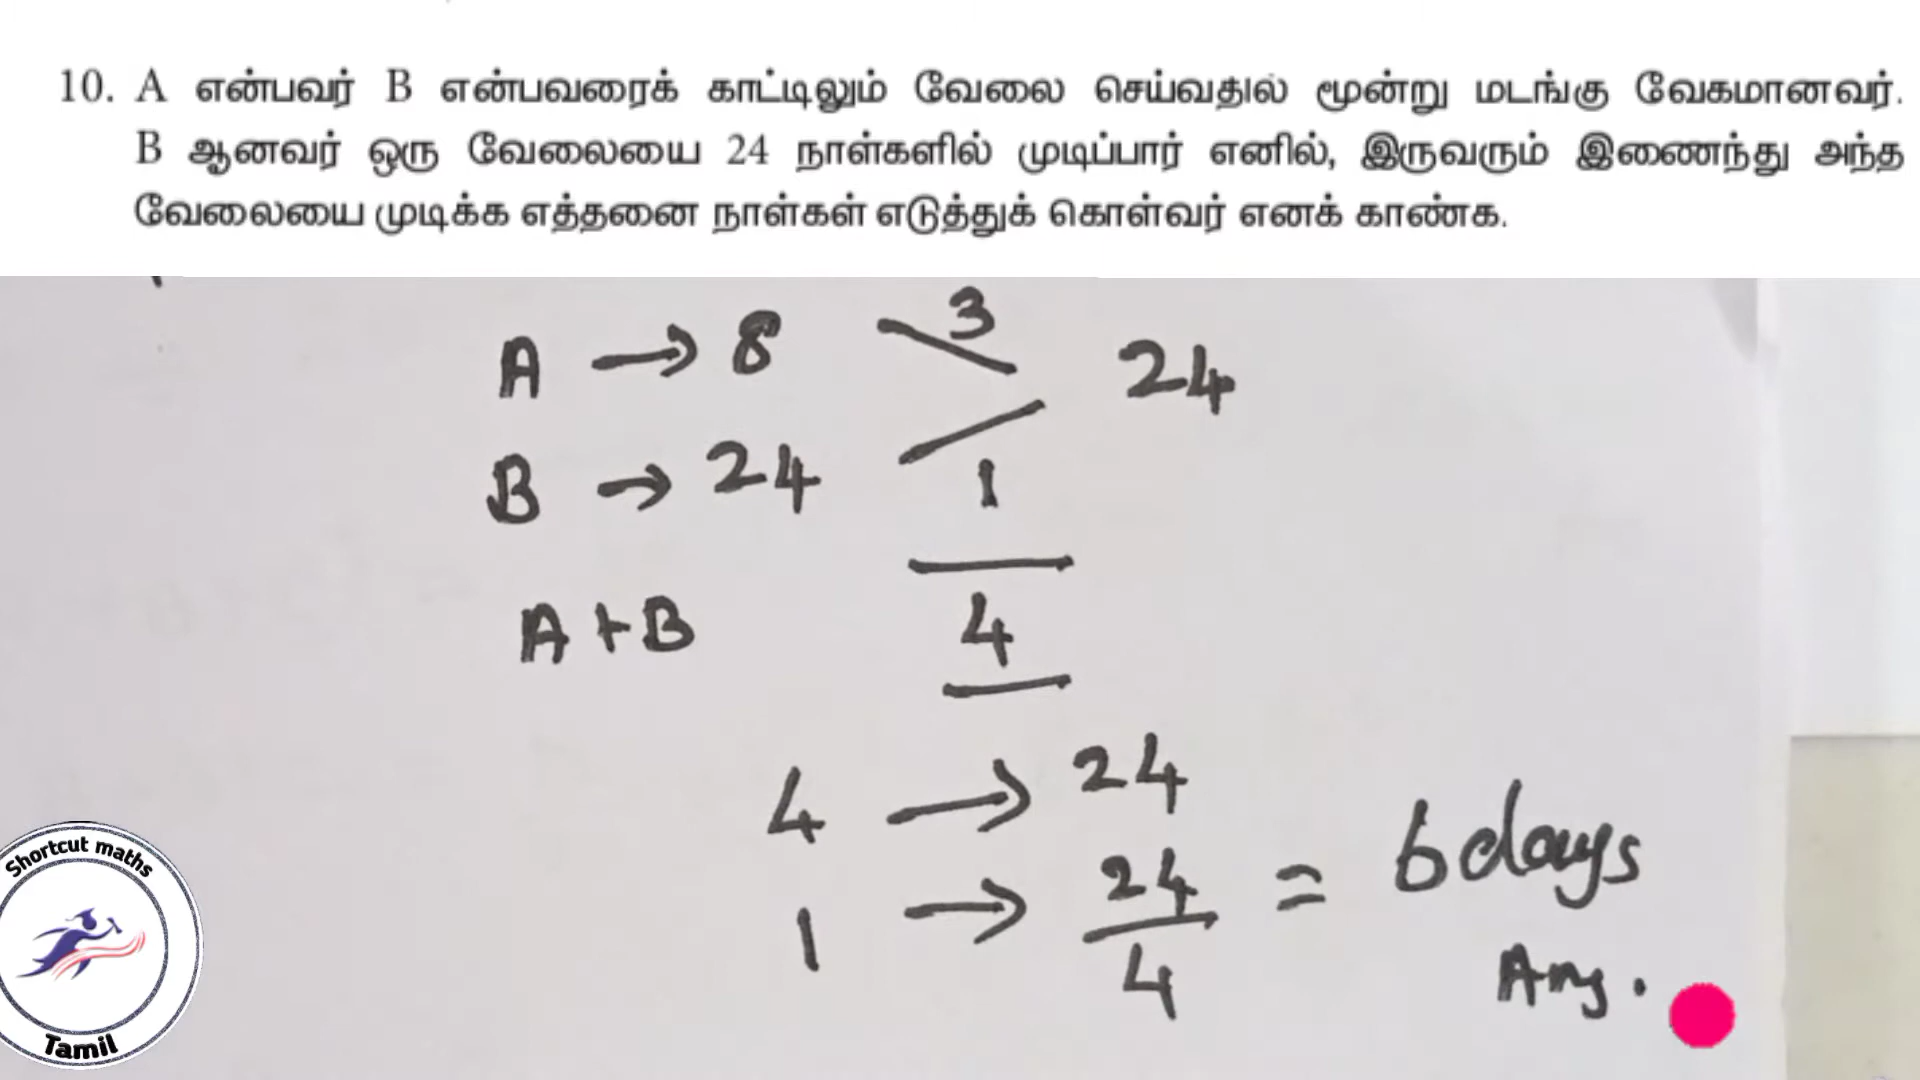 10. A என்பவர் B என்பவரைக் காட்டிலும் வேலை செய்வதில் மூன்று மடங்கு வேகமானவர்.
B ஆனவர் ஒரு வேலையை 24 நாள்களில் முடிப்பார் எனில், இருவரும் இணைந்து அந்த
வேலையை முடிக்க எத்தனை நாள்கள் எடுத்துக் கொள்வர் எனக் காண்க.
A → 8 3 24
B → 24 1
A + B 4
4 → 24
1 → 24/4 = 6 days
Ans.
Shortcut maths
Tamil